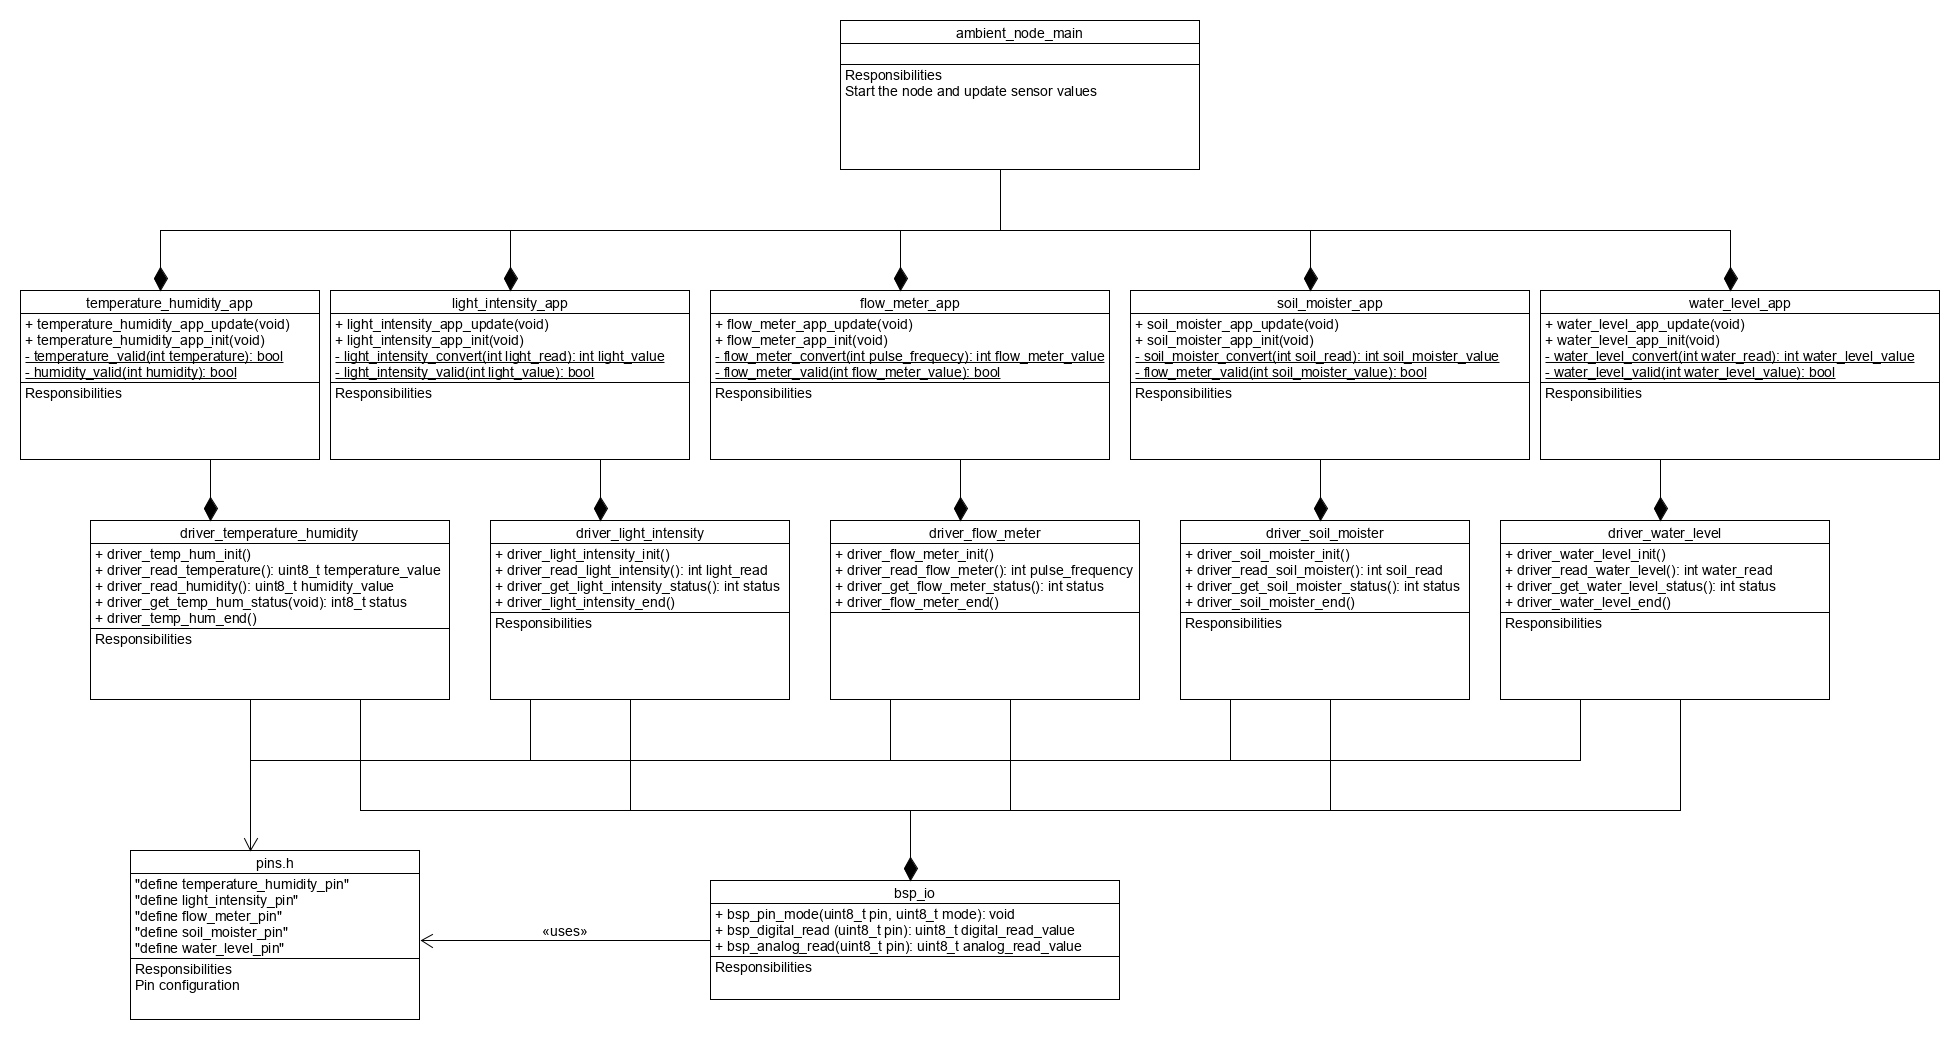 ambient_node_main
Responsibilities
Start the node and update sensor values
temperature_humidity_app
+ temperature_humidity_app_update(void)
+ temperature_humidity_app_init(void)
- temperature_valid(int temperature): bool
- humidity_valid(int humidity): bool
Responsibilities
light_intensity_app
+ light_intensity_app_update(void)
+ light_intensity_app_init(void)
- light_intensity_convert(int light_read): int light_value
- light_intensity_valid(int light_value): bool
Responsibilities
flow_meter_app
+ flow_meter_app_update(void)
+ flow_meter_app_init(void)
- flow_meter_convert(int pulse_frequecy): int flow_meter_value
- flow_meter_valid(int flow_meter_value): bool
Responsibilities
soil_moister_app
+ soil_moister_app_update(void)
+ soil_moister_app_init(void)
- soil_moister_convert(int soil_read): int soil_moister_value
- flow_meter_valid(int soil_moister_value): bool
Responsibilities
water_level_app
+ water_level_app_update(void)
+ water_level_app_init(void)
- water_level_convert(int water_read): int water_level_value
- water_level_valid(int water_level_value): bool
Responsibilities
driver_temperature_humidity
+ driver_temp_hum_init()
+ driver_read_temperature(): uint8_t temperature_value
+ driver_read_humidity(): uint8_t humidity_value
+ driver_get_temp_hum_status(void): int8_t status
+ driver_temp_hum_end()
Responsibilities
driver_light_intensity
+ driver_light_intensity_init()
+ driver_read_light_intensity(): int light_read
+ driver_get_light_intensity_status(): int status
+ driver_light_intensity_end()
Responsibilities
driver_flow_meter
+ driver_flow_meter_init()
+ driver_read_flow_meter(): int pulse_frequency
+ driver_get_flow_meter_status(): int status
+ driver_flow_meter_end()
driver_soil_moister
+ driver_soil_moister_init()
+ driver_read_soil_moister(): int soil_read
+ driver_get_soil_moister_status(): int status
+ driver_soil_moister_end()
Responsibilities
driver_water_level
+ driver_water_level_init()
+ driver_read_water_level(): int water_read
+ driver_get_water_level_status(): int status
+ driver_water_level_end()
Responsibilities
pins.h
"define temperature_humidity_pin"
"define light_intensity_pin"
"define flow_meter_pin"
"define soil_moister_pin"
"define water_level_pin"
Responsibilities
Pin configuration
«uses»
bsp_io
+ bsp_pin_mode(uint8_t pin, uint8_t mode): void
+ bsp_digital_read (uint8_t pin): uint8_t digital_read_value
+ bsp_analog_read(uint8_t pin): uint8_t analog_read_value
Responsibilities